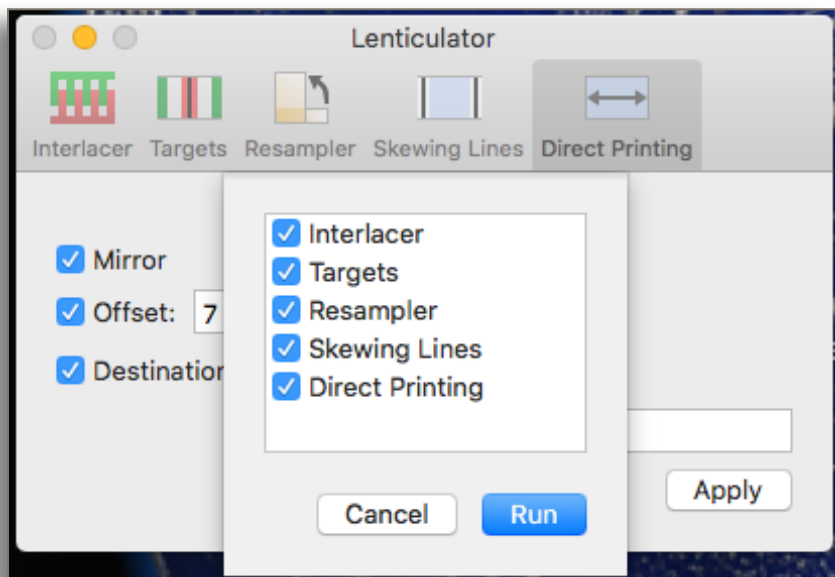 Lenticulator
Interlacer Targets Resampler Skewing Lines Direct Printing
Mirror
Offset: 7
Destination
Interlacer
Targets
Resampler
Skewing Lines
Direct Printing
Apply
Cancel Run